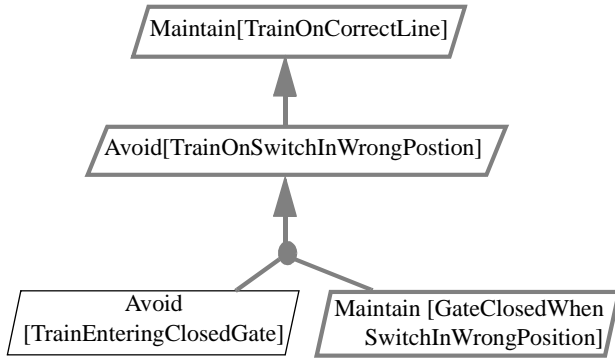 Maintain[TrainOnCorrectLine]
Avoid[TrainOnSwitchInWrongPostion]
Avoid
[TrainEnteringClosedGate]
Maintain [GateClosedWhen
SwitchInWrongPosition]